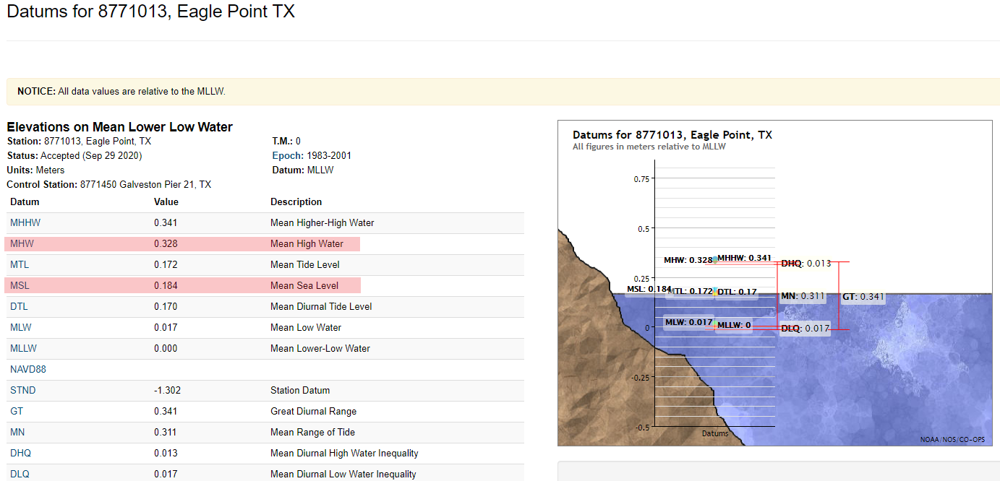 Datums for 8771013, Eagle Point TX
NOTICE: All data values are relative to the MLLW.
Elevations on Mean Lower Low Water
Station: 8771013, Eagle Point, TX T.M.: 0
Status: Accepted (Sep 29 2020) Epoch: 1983-2001
Units: Meters Datum: MLLW
Control Station: 8771450 Galveston Pier 21, TX
Datum Value Description
MHHW 0.341 Mean Higher-High Water
MHW 0.328 Mean High Water
MTL 0.172 Mean Tide Level
MSL 0.184 Mean Sea Level
DTL 0.170 Mean Diurnal Tide Level
MLW 0.017 Mean Low Water
MLLW 0.000 Mean Lower-Low Water
NAVD88
STND -1.302 Station Datum
GT 0.341 Great Diurnal Range
MN 0.311 Mean Range of Tide
DHQ 0.013 Mean Diurnal High Water Inequality
DLQ 0.017 Mean Diurnal Low Water Inequality
Datums for 8771013, Eagle Point, TX
All figures in meters relative to MLLW
0.75
0.5
MHW: 0.328 MHHW: 0.341 DHQ: 0.013
0.25
MSL: 0.184 MTL: 0.172 DTL: 0.17 MN: 0.311 GT: 0.341
MLW: 0.017 MLLW: 0 DLQ: 0.017
0
-0.25
-0.5
Datums
NOAA/NOS/CO-OPS